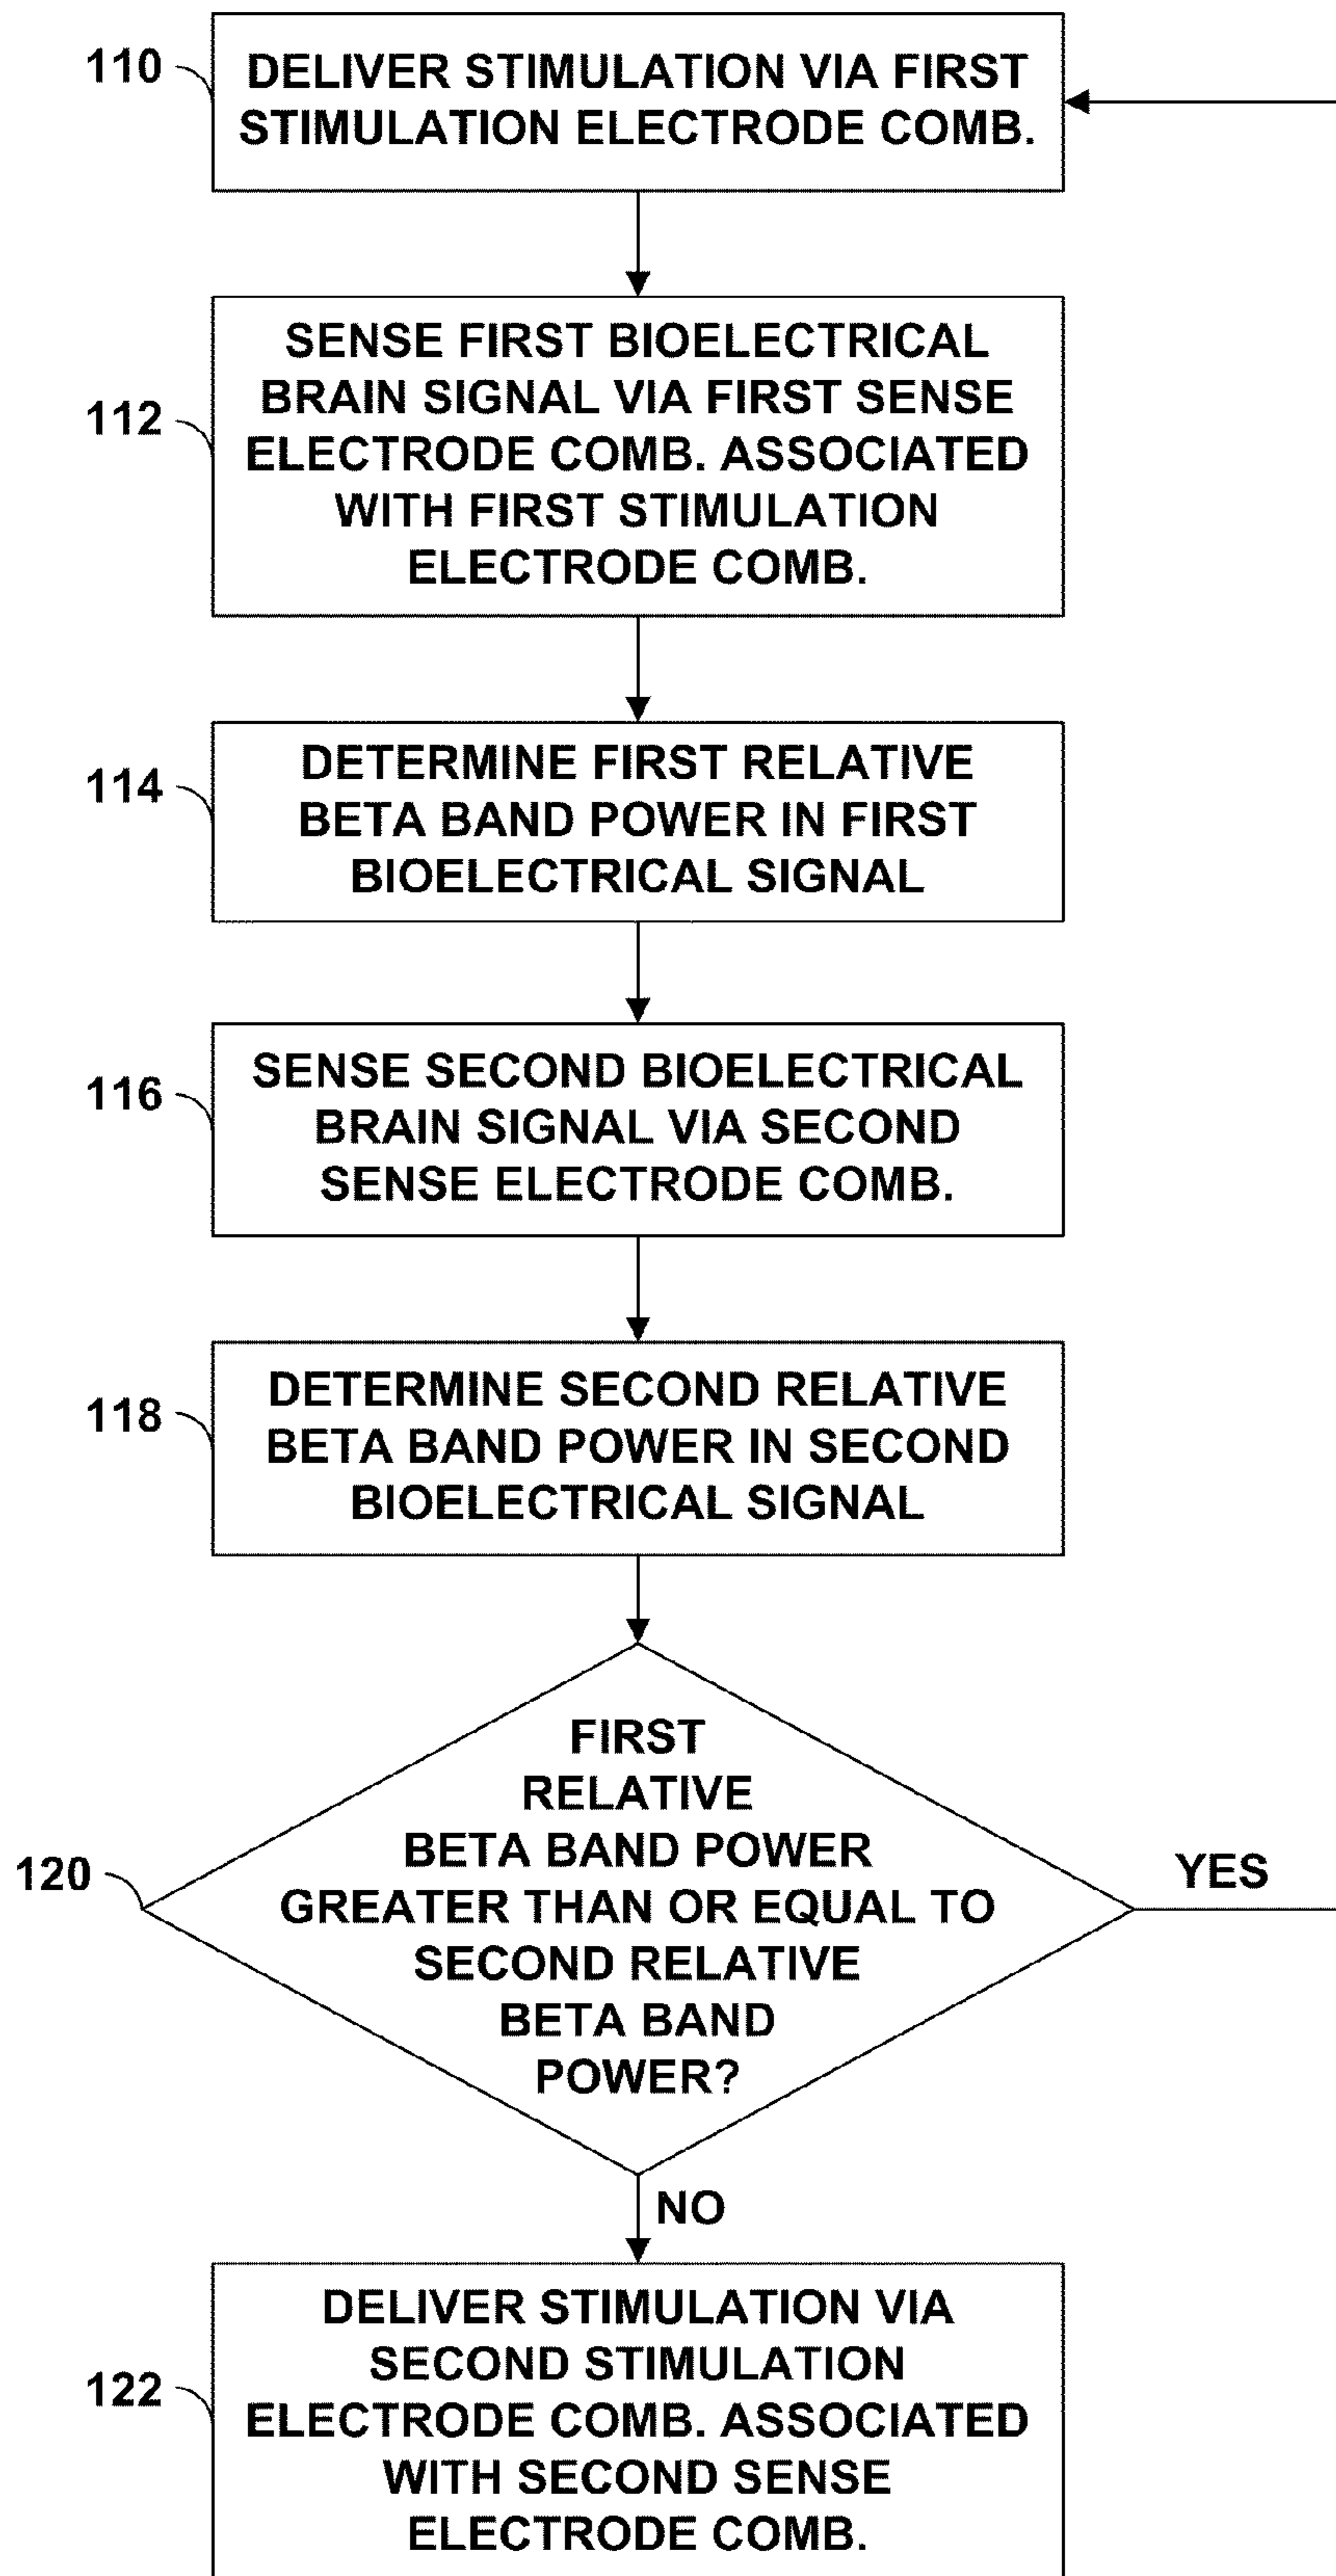 110
DELIVER STIMULATION VIA FIRST
STIMULATION ELECTRODE COMB.
112
SENSE FIRST BIOELECTRICAL
BRAIN SIGNAL VIA FIRST SENSE
ELECTRODE COMB. ASSOCIATED
WITH FIRST STIMULATION
ELECTRODE COMB.
114
DETERMINE FIRST RELATIVE
BETA BAND POWER IN FIRST
BIOELECTRICAL SIGNAL
116
SENSE SECOND BIOELECTRICAL
BRAIN SIGNAL VIA SECOND
SENSE ELECTRODE COMB.
118
DETERMINE SECOND RELATIVE
BETA BAND POWER IN SECOND
BIOELECTRICAL SIGNAL
120
FIRST
RELATIVE
BETA BAND POWER
GREATER THAN OR EQUAL TO
SECOND RELATIVE
BETA BAND
POWER?
YES
NO
122
DELIVER STIMULATION VIA
SECOND STIMULATION
ELECTRODE COMB. ASSOCIATED
WITH SECOND SENSE
ELECTRODE COMB.